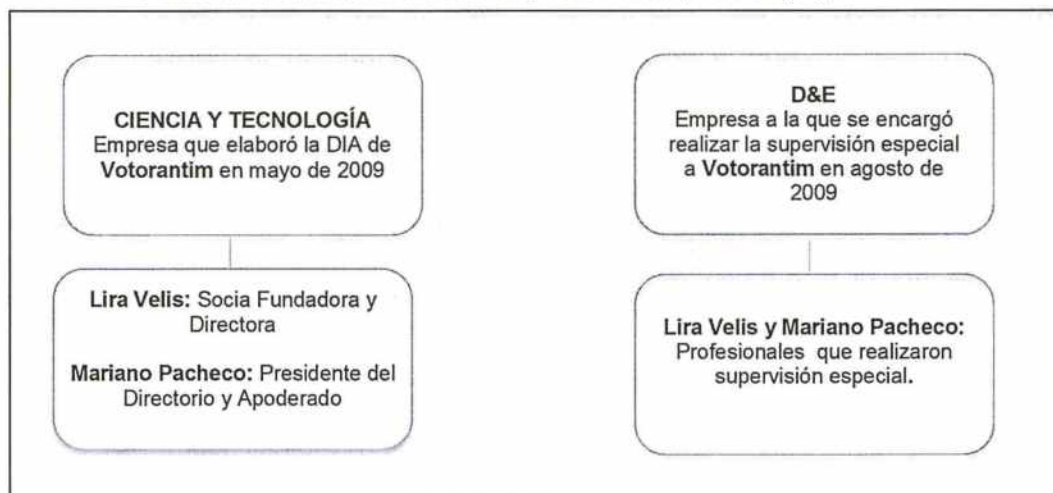 CIENCIA Y TECNOLOGÍA
Empresa que elaboró la DIA de
Votorantim en mayo de 2009
Lira Velis: Socia Fundadora y
Directora
Mariano Pacheco: Presidente del
Directorio y Apoderado
D&E
Empresa a la que se encargó
realizar la supervisión especial
a Votorantim en agosto de
2009
Lira Velis y Mariano Pacheco:
Profesionales que realizaron
supervisión especial.